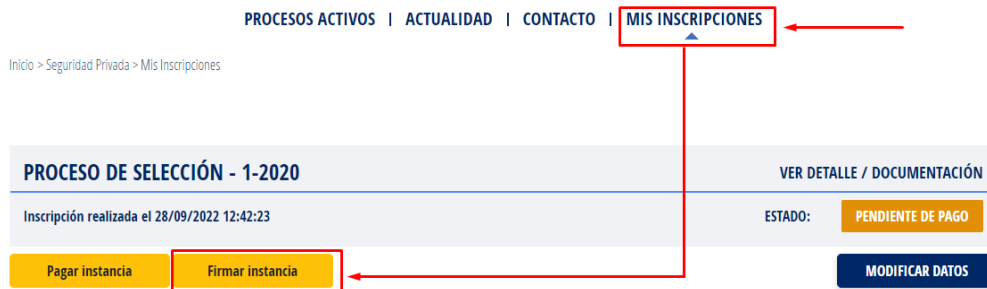 PROCESOS ACTIVOS | ACTUALIDAD | CONTACTO | MIS INSCRIPCIONES
Inicio > Seguridad Privada > Mis Inscripciones
PROCESO DE SELECCIÓN - 1-2020 VER DETALLE / DOCUMENTACIÓN
Inscripción realizada el 28/09/2022 12:42:23 ESTADO: PENDIENTE DE PAGO
Pagar instancia Firmar instancia MODIFICAR DATOS